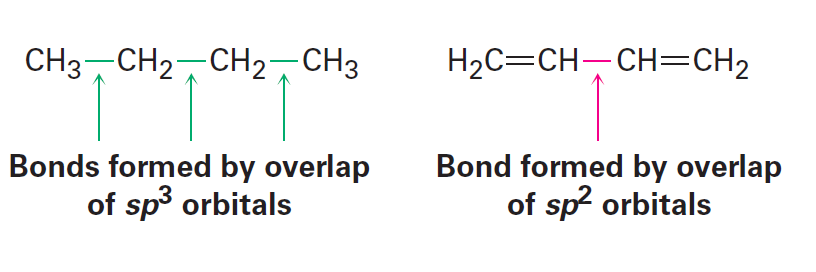 CH₃—CH₂—CH₂—CH₃
Bonds formed by overlap
of sp³ orbitals
H₂C=CH—CH=CH₂
Bond formed by overlap
of sp² orbitals